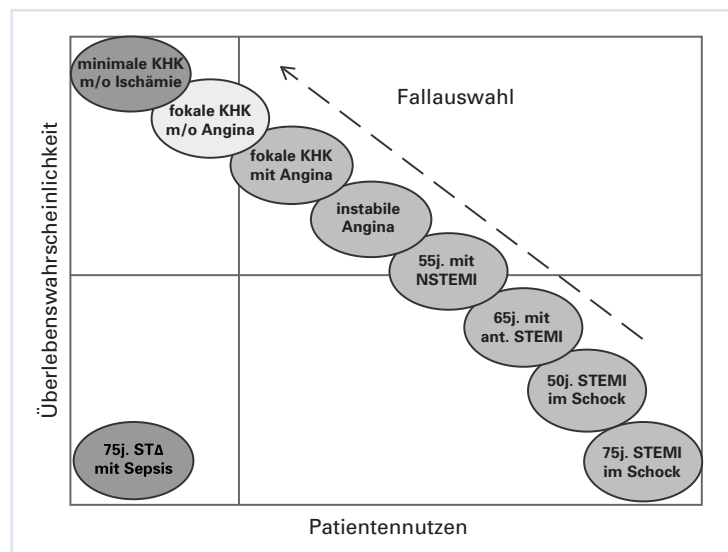 minimale KHK
m/o Ischämie
fokale KHK
m/o Angina
Fallauswahl
fokale KHK
mit Angina
instabile
Angina
55j. mit
NSTEMI
65j. mit
ant. STEMI
50j. STEMI
im Schock
75j. STΔ
mit Sepsis
75j. STEMI
im Schock
Überlebenswahrscheinlichkeit
Patientennutzen